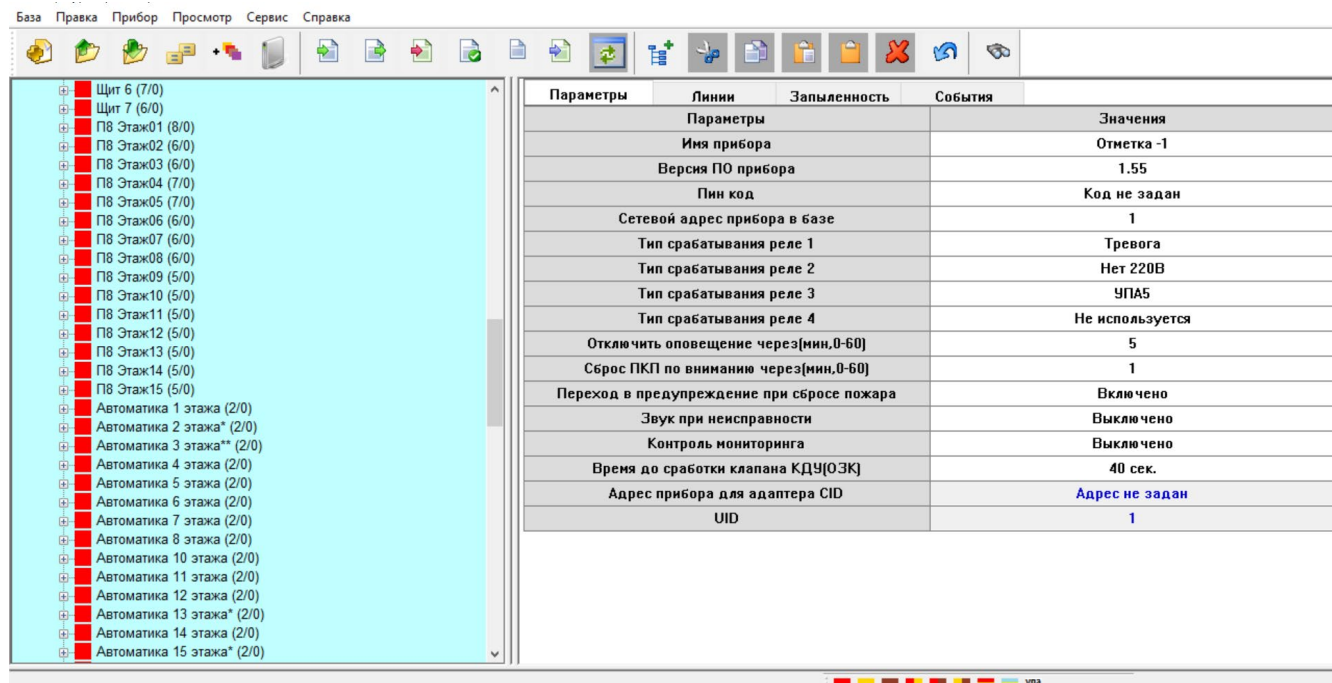 База Правка Прибор Просмотр Сервис Справка
Щит 6 (7/0)
Щит 7 (6/0)
П8 Этаж01 (8/0)
П8 Этаж02 (6/0)
П8 Этаж03 (6/0)
П8 Этаж04 (7/0)
П8 Этаж05 (7/0)
П8 Этаж06 (6/0)
П8 Этаж07 (6/0)
П8 Этаж08 (6/0)
П8 Этаж09 (5/0)
П8 Этаж10 (5/0)
П8 Этаж11 (5/0)
П8 Этаж12 (5/0)
П8 Этаж13 (5/0)
П8 Этаж14 (5/0)
П8 Этаж15 (5/0)
Автоматика 1 этажа (2/0)
Автоматика 2 этажа* (2/0)
Автоматика 3 этажа** (2/0)
Автоматика 4 этажа (2/0)
Автоматика 5 этажа (2/0)
Автоматика 6 этажа (2/0)
Автоматика 7 этажа (2/0)
Автоматика 8 этажа (2/0)
Автоматика 10 этажа (2/0)
Автоматика 11 этажа (2/0)
Автоматика 12 этажа (2/0)
Автоматика 13 этажа* (2/0)
Автоматика 14 этажа (2/0)
Автоматика 15 этажа* (2/0)
Параметры Линии Запыленность События
Параметры Значения
Имя прибора Отметка -1
Версия ПО прибора 1.55
Пин код Код не задан
Сетевой адрес прибора в базе 1
Тип срабатывания реле 1 Тревога
Тип срабатывания реле 2 Нет 220В
Тип срабатывания реле 3 УПА5
Тип срабатывания реле 4 Не используется
Отключить оповещение через(мин,0-60) 5
Сброс ПКП по вниманию через(мин,0-60) 1
Переход в предупреждение при сбросе пожара Включено
Звук при неисправности Выключено
Контроль мониторинга Выключено
Время до сработки клапана КДУ(ОЗК) 40 сек.
Адрес прибора для адаптера CID Адрес не задан
UID 1